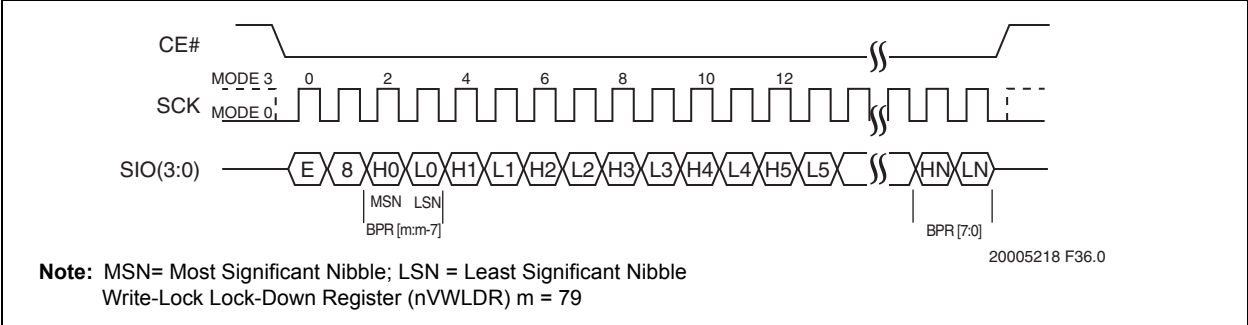 CE#
MODE 3 0 2 4 6 8 10 12
SCK MODE 0
SIO(3:0) E 8 H0 L0 H1 L1 H2 L2 H3 L3 H4 L4 H5 L5 HN LN
MSN LSN
BPR [m:m-7] BPR [7:0]
20005218 F36.0
Note: MSN= Most Significant Nibble; LSN = Least Significant Nibble
Write-Lock Lock-Down Register (nVWLDR) m = 79